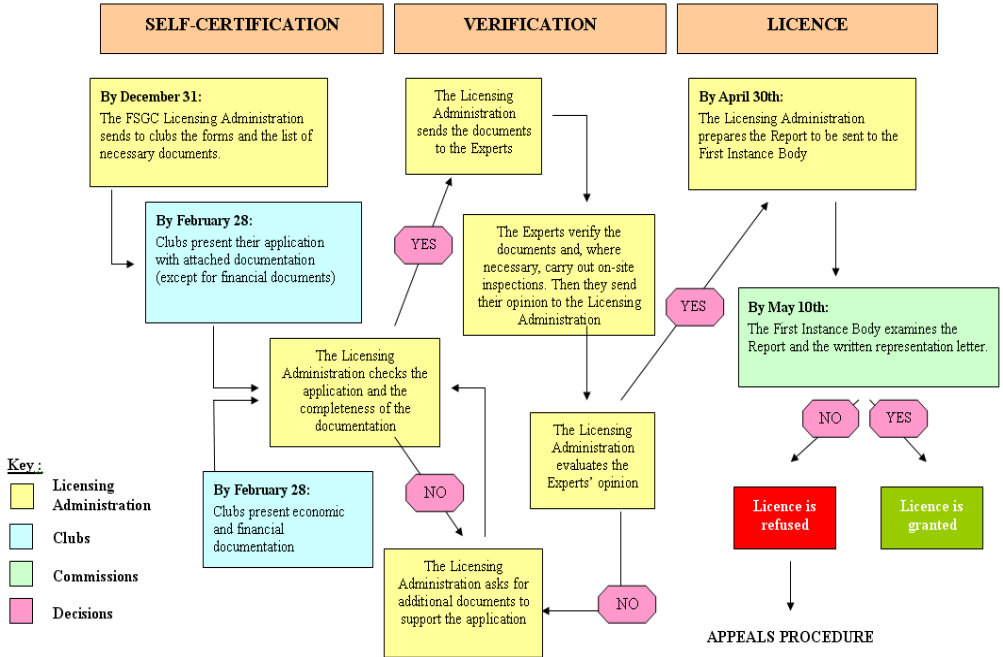 SELF-CERTIFICATION
VERIFICATION
LICENCE
By December 31:
The FSGC Licensing Administration
sends to clubs the forms and the list of
necessary documents.
By February 28:
Clubs present their application
with attached documentation
(except for financial documents)
The Licensing
Administration checks the
application and the
completeness of the
documentation
By February 28:
Clubs present economic
and financial
documentation
NO
The Licensing
Administration asks for
additional documents to
support the application
YES
The Licensing
Administration
sends the documents
to the Experts
The Experts verify the
documents and, where
necessary, carry out on-site
inspections. Then they send
their opinion to the Licensing
Administration
The Licensing
Administration
evaluates the
Experts' opinion
NO
YES
By April 30th:
The Licensing Administration
prepares the Report to be sent to the
First Instance Body
By May 10th:
The First Instance Body examines the
Report and the written representation letter.
NO
YES
Licence is
refused
Licence is
granted
APPEALS PROCEDURE
Key :
Licensing
Administration
Clubs
Commissions
Decisions